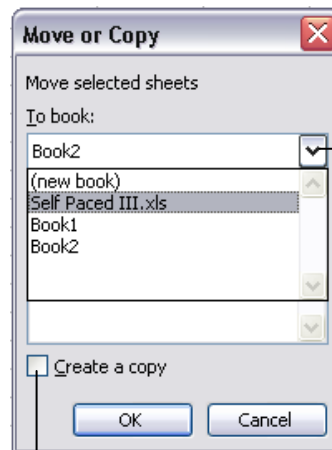 Move or Copy
Move selected sheets
To book:
Book2
(new book)
Self Paced III.xls
Book1
Book2
Create a copy
OK
Cancel